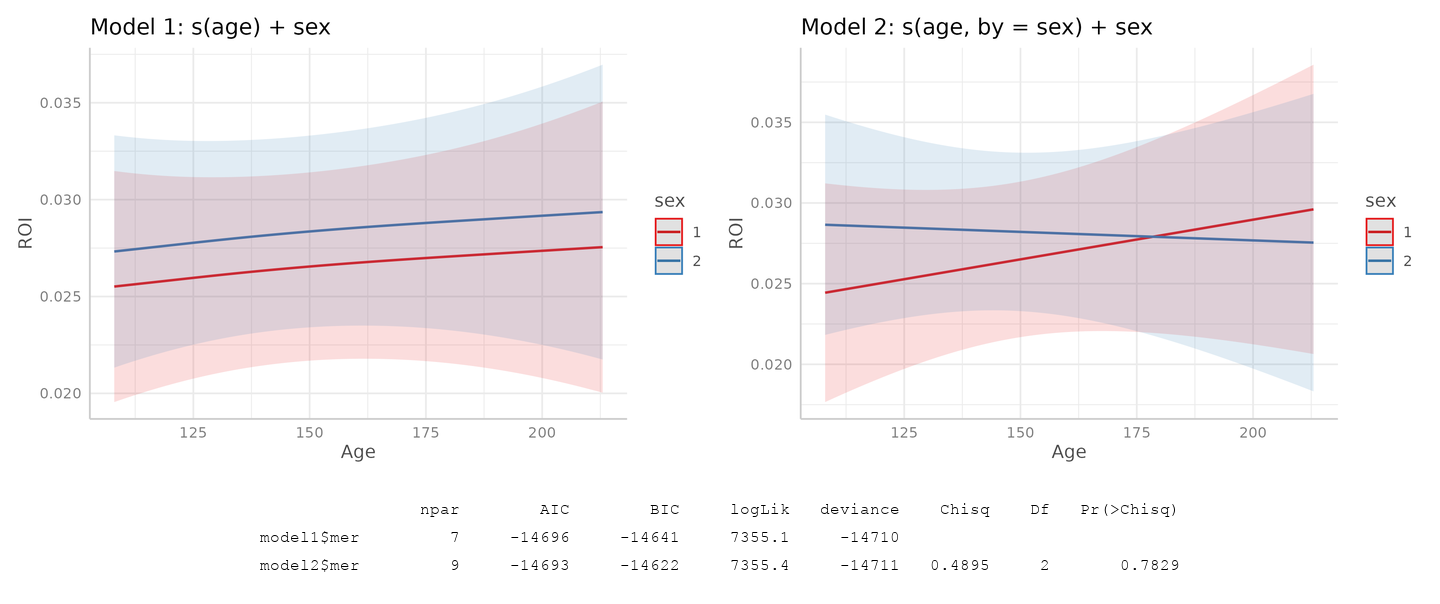 Model 1: s(age) + sex
0.035
0.030
0.025
0.020
ROI
125 150 175 200
Age
sex
1
2
Model 2: s(age, by = sex) + sex
0.035
0.030
0.025
0.020
ROI
125 150 175 200
Age
sex
1
2
npar AIC BIC logLik deviance Chisq Df Pr(>Chisq)
model1$mer 7 -14696 -14641 7355.1 -14710
model2$mer 9 -14693 -14622 7355.4 -14711 0.4895 2 0.7829